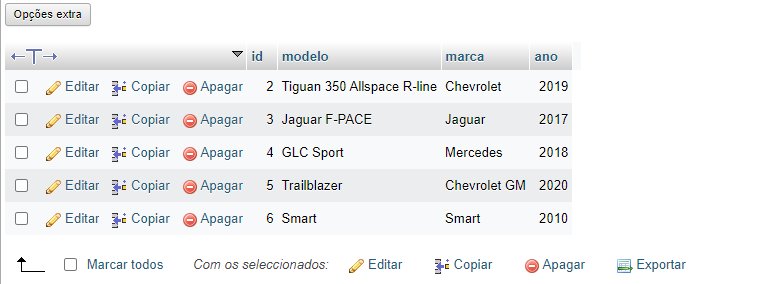 Opções extra
←T→ id modelo marca ano
Editar Copiar Apagar 2 Tiguan 350 Allspace R-line Chevrolet 2019
Editar Copiar Apagar 3 Jaguar F-PACE Jaguar 2017
Editar Copiar Apagar 4 GLC Sport Mercedes 2018
Editar Copiar Apagar 5 Trailblazer Chevrolet GM 2020
Editar Copiar Apagar 6 Smart Smart 2010
Marcar todos Com os seleccionados: Editar Copiar Apagar Exportar